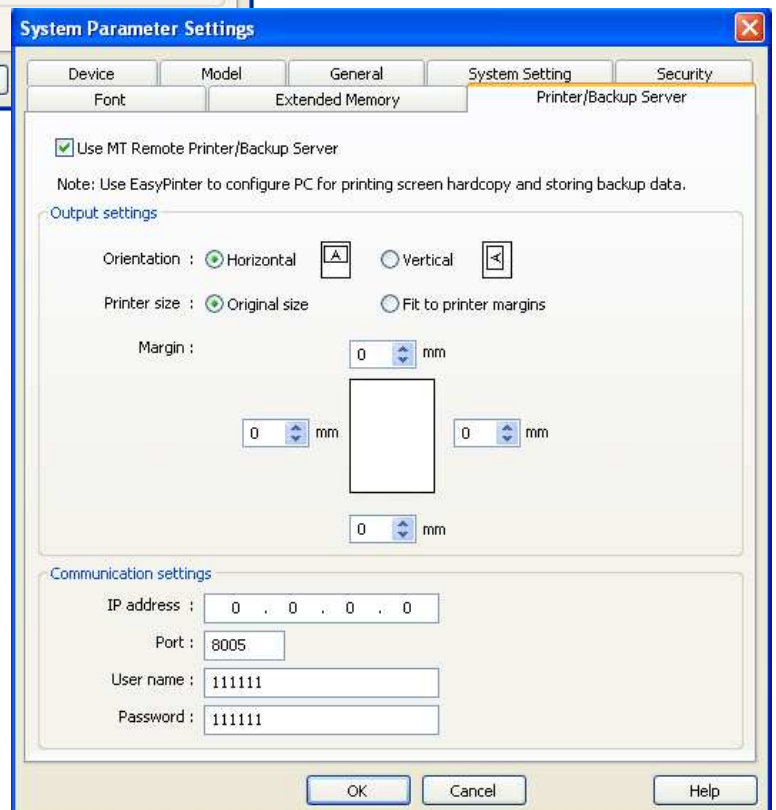 System Parameter Settings
Device Model General System Setting Security
Font Extended Memory Printer/Backup Server
Use MT Remote Printer/Backup Server
Note: Use EasyPinter to configure PC for printing screen hardcopy and storing backup data.
Output settings
Orientation : Horizontal A Vertical A
Printer size : Original size Fit to printer margins
Margin : 0 mm
0 mm 0 mm
0 mm
Communication settings
IP address : 0 . 0 . 0 . 0
Port : 8005
User name : 111111
Password : 111111
OK Cancel Help